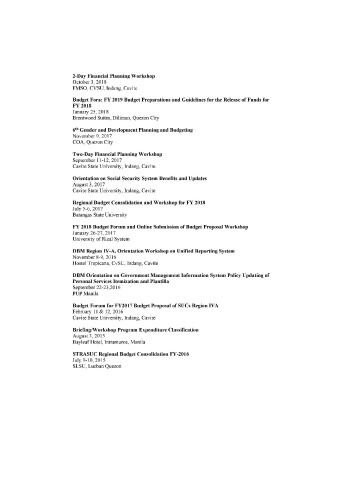 2-Day Financial Planning Workshop
October 3, 2018
FMSO, CVSU, Indang, Cavite
Budget Fora: FY 2019 Budget Preparations and Guidelines for the Release of Funds for
FY 2018
January 25, 2018
Brentwood Suites, Diliman, Quezon City
6th Gender and Development Planning and Budgeting
November 9, 2017
COA, Quezon City
Two-Day Financial Planning Workshop
September 11-12, 2017
Cavite State University, Indang, Cavite
Orientation on Social Security System Benefits and Updates
August 3, 2017
Cavite State University, Indang, Cavite
Regional Budget Consolidation and Workshop for FY 2018
July 5-6, 2017
Batangas State University
FY 2018 Budget Forum and Online Submission of Budget Proposal Workshop
January 26-27, 2017
University of Rizal System
DBM Region IV-A, Orientation Workshop on Unified Reporting System
November 8-9, 2016
Hostel Tropicana, CvSU, Indang, Cavite
DBM Orientation on Government Management Information System Policy Updating of
Personal Services Itemization and Plantilla
September 22-23,2016
PUP Manila
Budget Forum for FY2017 Budget Proposal of SUCs Region IVA
February 11 & 12, 2016
Cavite State University, Indang, Cavite
Briefing/Workshop Program Expenditure Classification
August 3, 2015
Bayleaf Hotel, Intramuros, Manila
STRASUC Regional Budget Consolidation FY-2016
July 9-10, 2015
SLSU, Lucban Quezon